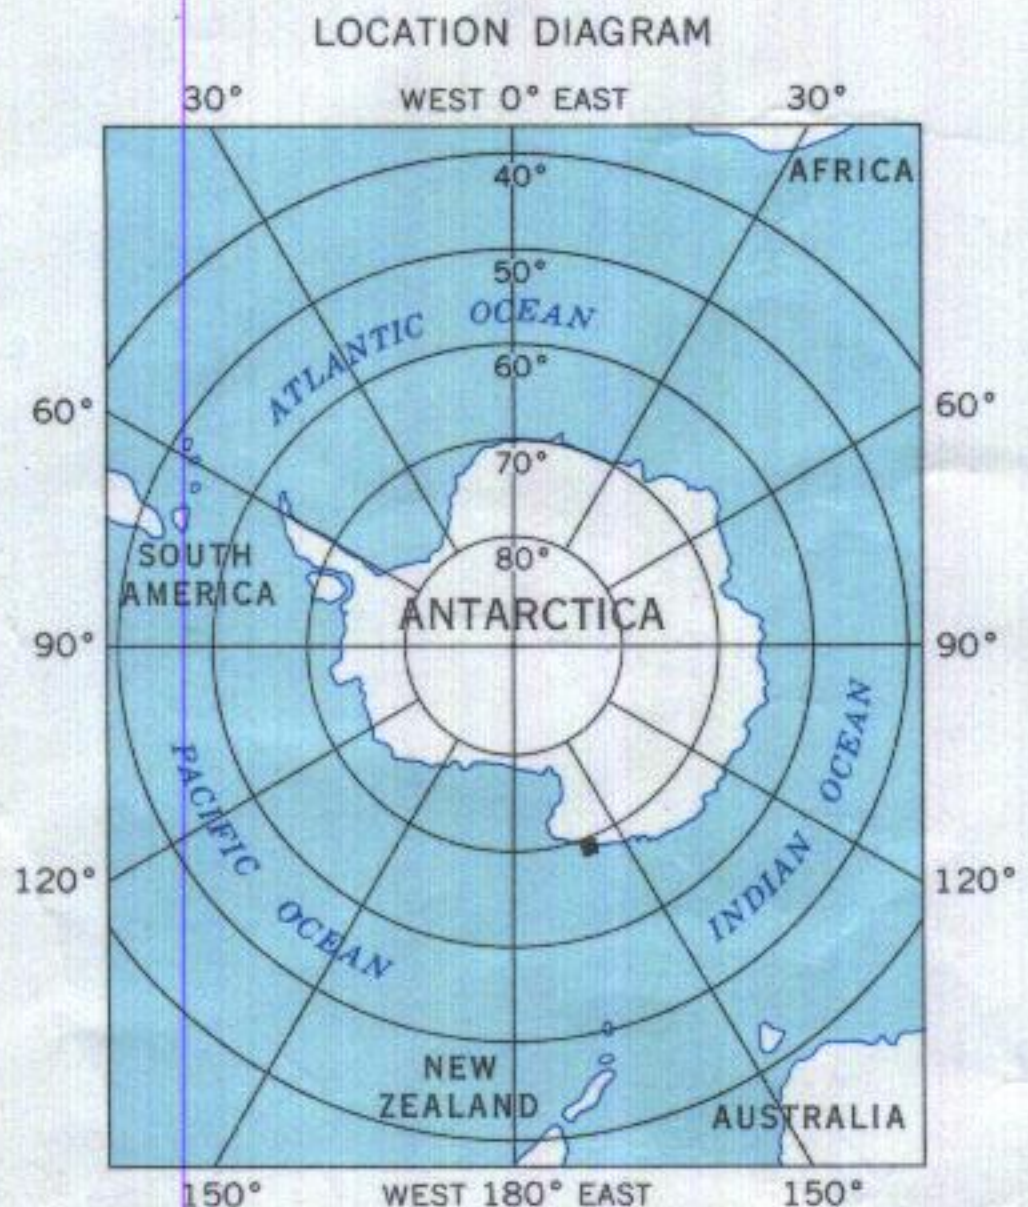 LOCATION DIAGRAM
30° WEST 0° EAST 30°
AFRICA
40°
50°
ATLANTIC OCEAN
60°
60° 60°
70°
80°
SOUTH
AMERICA
ANTARCTICA
90° 90°
PACIFIC OCEAN
INDIAN OCEAN
120° 120°
NEW
ZEALAND
AUSTRALIA
150° WEST 180° EAST 150°